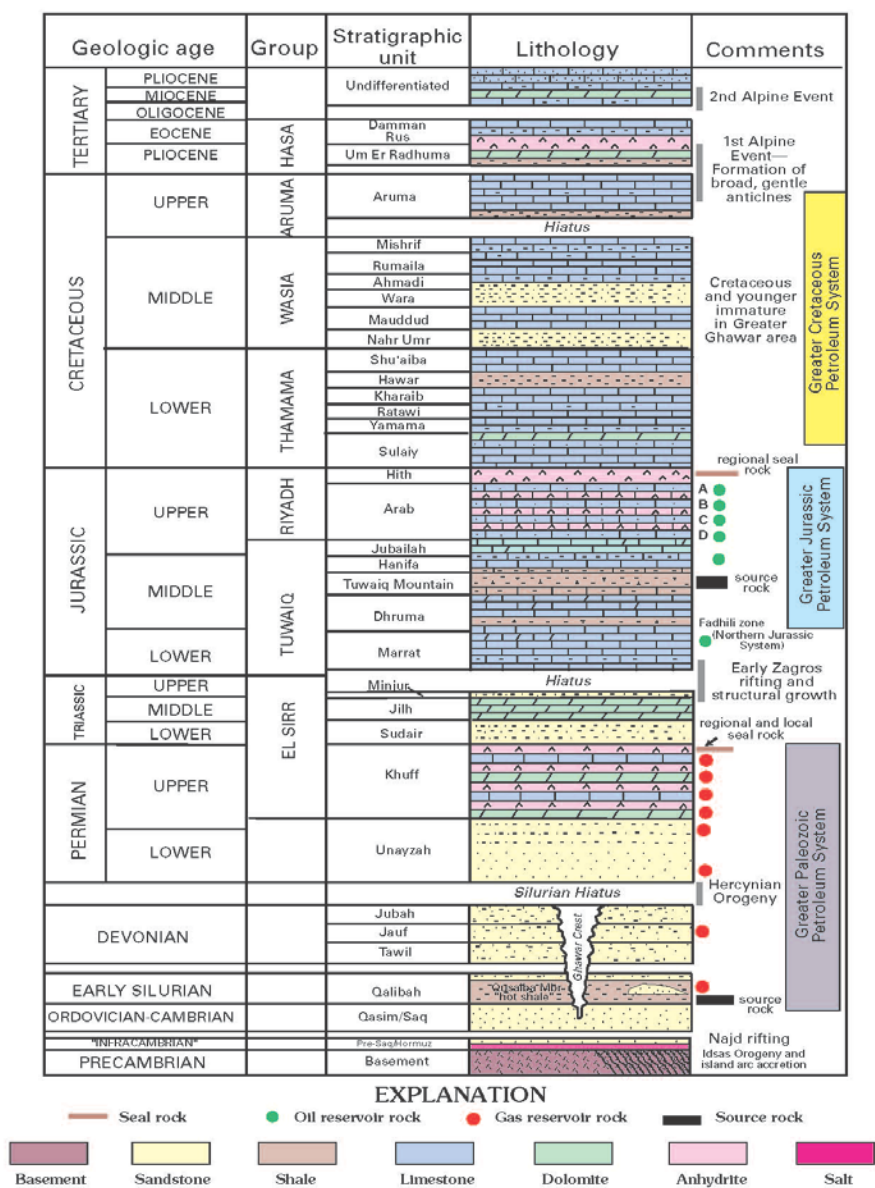 Geologic age
Group
Stratigraphic
unit
Lithology
Comments
TERTIARY
PLIOCENE
MIOCENE
OLIGOCENE
EOCENE
PLIOCENE
HASA
Undifferentiated
Damman
Rus
Um Er Radhuma
2nd Alpine Event
1st Alpine
Event—
Formation of
broad, gentle
anticlines
CRETACEOUS
UPPER
MIDDLE
LOWER
ARUMA
WASIA
THAMAMA
Aruma
Hiatus
Mishrif
Rumaila
Ahmadi
Wara
Mauddud
Nahr Umr
Shu'aiba
Hawar
Kharaib
Ratawi
Yamama
Sulaiy
Cretaceous
and younger
immature
in Greater
Ghawar area
Greater Cretaceous
Petroleum System
JURASSIC
UPPER
MIDDLE
LOWER
RIYADH
TUWAIQ
Hith
Arab
Jubailah
Hanifa
Tuwaiq Mountain
Dhruma
Marrat
Hiatus
regional seal
rock
A
B
C
D
source
rock
Fadhili zone
(Northern Jurassic
System)
Early Zagros
rifting and
structural growth
Greater Jurassic
Petroleum System
TRIASSIC
UPPER
MIDDLE
LOWER
EL SIRR
Minjur
Jilh
Sudair
regional and local
seal rock
PERMIAN
UPPER
LOWER
Khuff
Unayzah
Silurian Hiatus
Hercynian
Orogeny
Greater Paleozoic
Petroleum System
DEVONIAN
Jubah
Jauf
Tawil
Ghawar Crest
EARLY SILURIAN
Qalibah
Qusaiba Mbr
"hot shale"
source
rock
ORDOVICIAN-CAMBRIAN
Qasim/Saq
"INFRACAMBRIAN"
Pre-Saq/Hormuz
Najd rifting
PRECAMBRIAN
Basement
Idsas Orogeny and
island arc accretion
EXPLANATION
Seal rock
Oil reservoir rock
Gas reservoir rock
Source rock
Basement
Sandstone
Shale
Limestone
Dolomite
Anhydrite
Salt